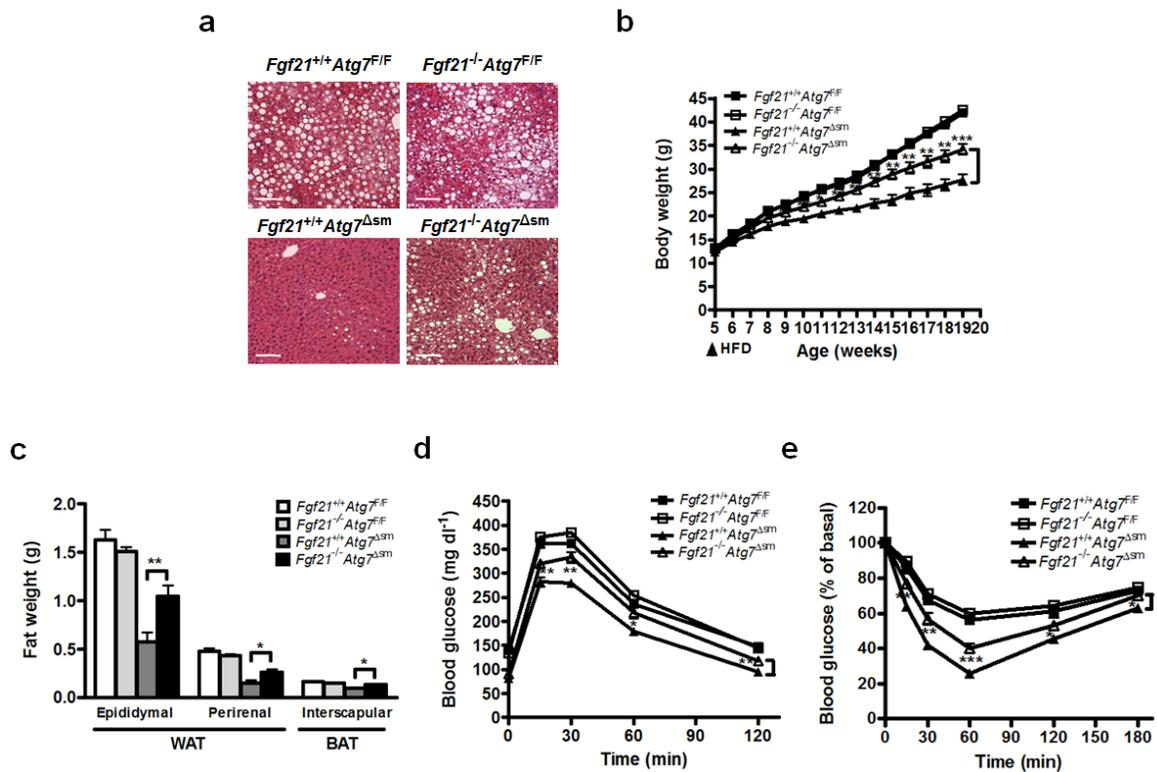 a
Fgf21+/+Atg7F/F
Fgf21-/-Atg7F/F
Fgf21+/+Atg7Δsm
Fgf21-/-Atg7Δsm
b
Fgf21+/+Atg7F/F
Fgf21-/-Atg7F/F
Fgf21+/+Atg7Δsm
Fgf21-/-Atg7Δsm
Body weight (g)
45
40
35
30
25
20
15
10
5
0
** ** ** ** ** ***
5 6 7 8 9 10 11 12 13 14 15 16 17 18 19 20
▲HFD
Age (weeks)
c
Fgf21+/+Atg7F/F
Fgf21-/-Atg7F/F
Fgf21+/+Atg7Δsm
Fgf21-/-Atg7Δsm
Fat weight (g)
2.0
1.5
1.0
0.5
0.0
**
*
*
Epididymal Perirenal Interscapular
WAT BAT
d
Fgf21+/+Atg7F/F
Fgf21-/-Atg7F/F
Fgf21+/+Atg7Δsm
Fgf21-/-Atg7Δsm
Blood glucose (mg dl-1)
450
400
350
300
250
200
150
100
50
0
** ** * **
0 30 60 90 120
Time (min)
e
Fgf21+/+Atg7F/F
Fgf21-/-Atg7F/F
Fgf21+/+Atg7Δsm
Fgf21-/-Atg7Δsm
Blood glucose (% of basal)
120
100
80
60
40
20
0
** ** *** * *
0 30 60 90 120 150 180
Time (min)